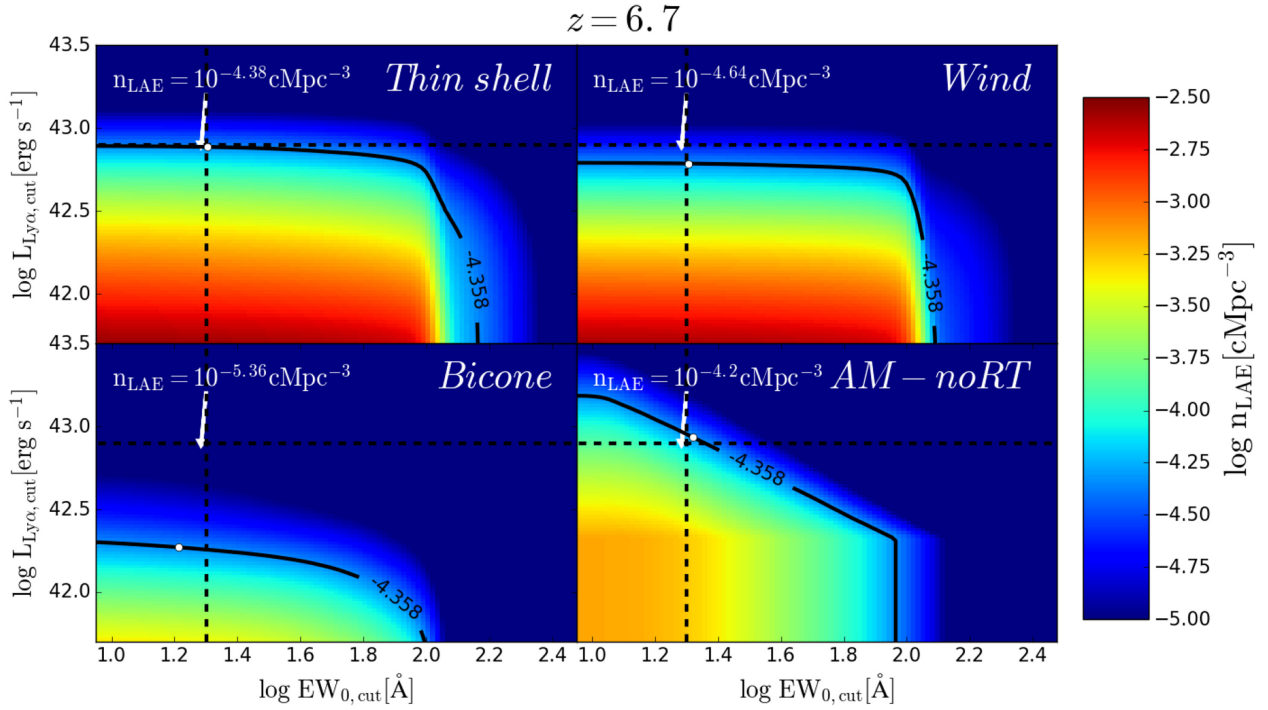 z = 6.7
n_LAE = 10^−4.38 cMpc^−3 Thin shell
n_LAE = 10^−4.64 cMpc^−3 Wind
43.5
43.0
42.5
42.0
43.5
43.0
42.5
42.0
log L_Lyα,cut [erg s^−1]
log L_Lyα,cut [erg s^−1]
-4.358
-4.358
n_LAE = 10^−5.36 cMpc^−3 Bicone
n_LAE = 10^−4.2 cMpc^−3 AM − noRT
-4.358
-4.358
1.0 1.2 1.4 1.6 1.8 2.0 2.2 2.4
1.0 1.2 1.4 1.6 1.8 2.0 2.2 2.4
log EW_0,cut [Å]
log EW_0,cut [Å]
−2.50
−2.75
−3.00
−3.25
−3.50
−3.75
−4.00
−4.25
−4.50
−4.75
−5.00
log n_LAE [cMpc^−3]